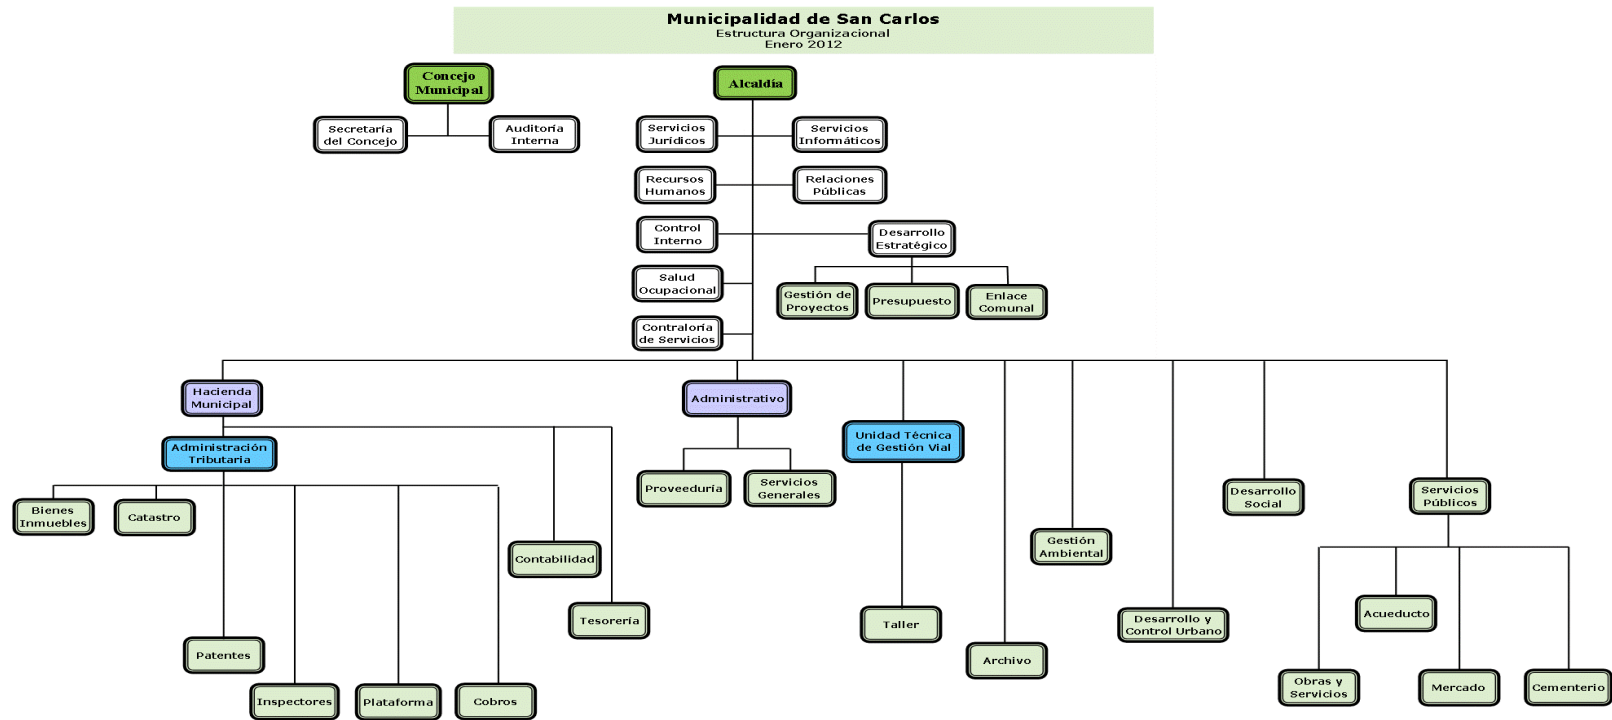 Municipalidad de San Carlos
Estructura Organizacional
Enero 2012
Concejo
Municipal
Alcaldía
Secretaría
del Concejo
Auditoría
Interna
Servicios
Jurídicos
Servicios
Informáticos
Recursos
Humanos
Relaciones
Públicas
Control
Interno
Desarrollo
Estratégico
Salud
Ocupacional
Gestión de
Proyectos
Presupuesto
Enlace
Comunal
Contraloría
de Servicios
Hacienda
Municipal
Administrativo
Administración
Tributaria
Unidad Técnica
de Gestión Vial
Proveeduría
Servicios
Generales
Desarrollo
Social
Servicios
Públicos
Bienes
Inmuebles
Catastro
Contabilidad
Gestión
Ambiental
Tesorería
Taller
Desarrollo y
Control Urbano
Acueducto
Patentes
Archivo
Inspectores
Plataforma
Cobros
Obras y
Servicios
Mercado
Cementerio